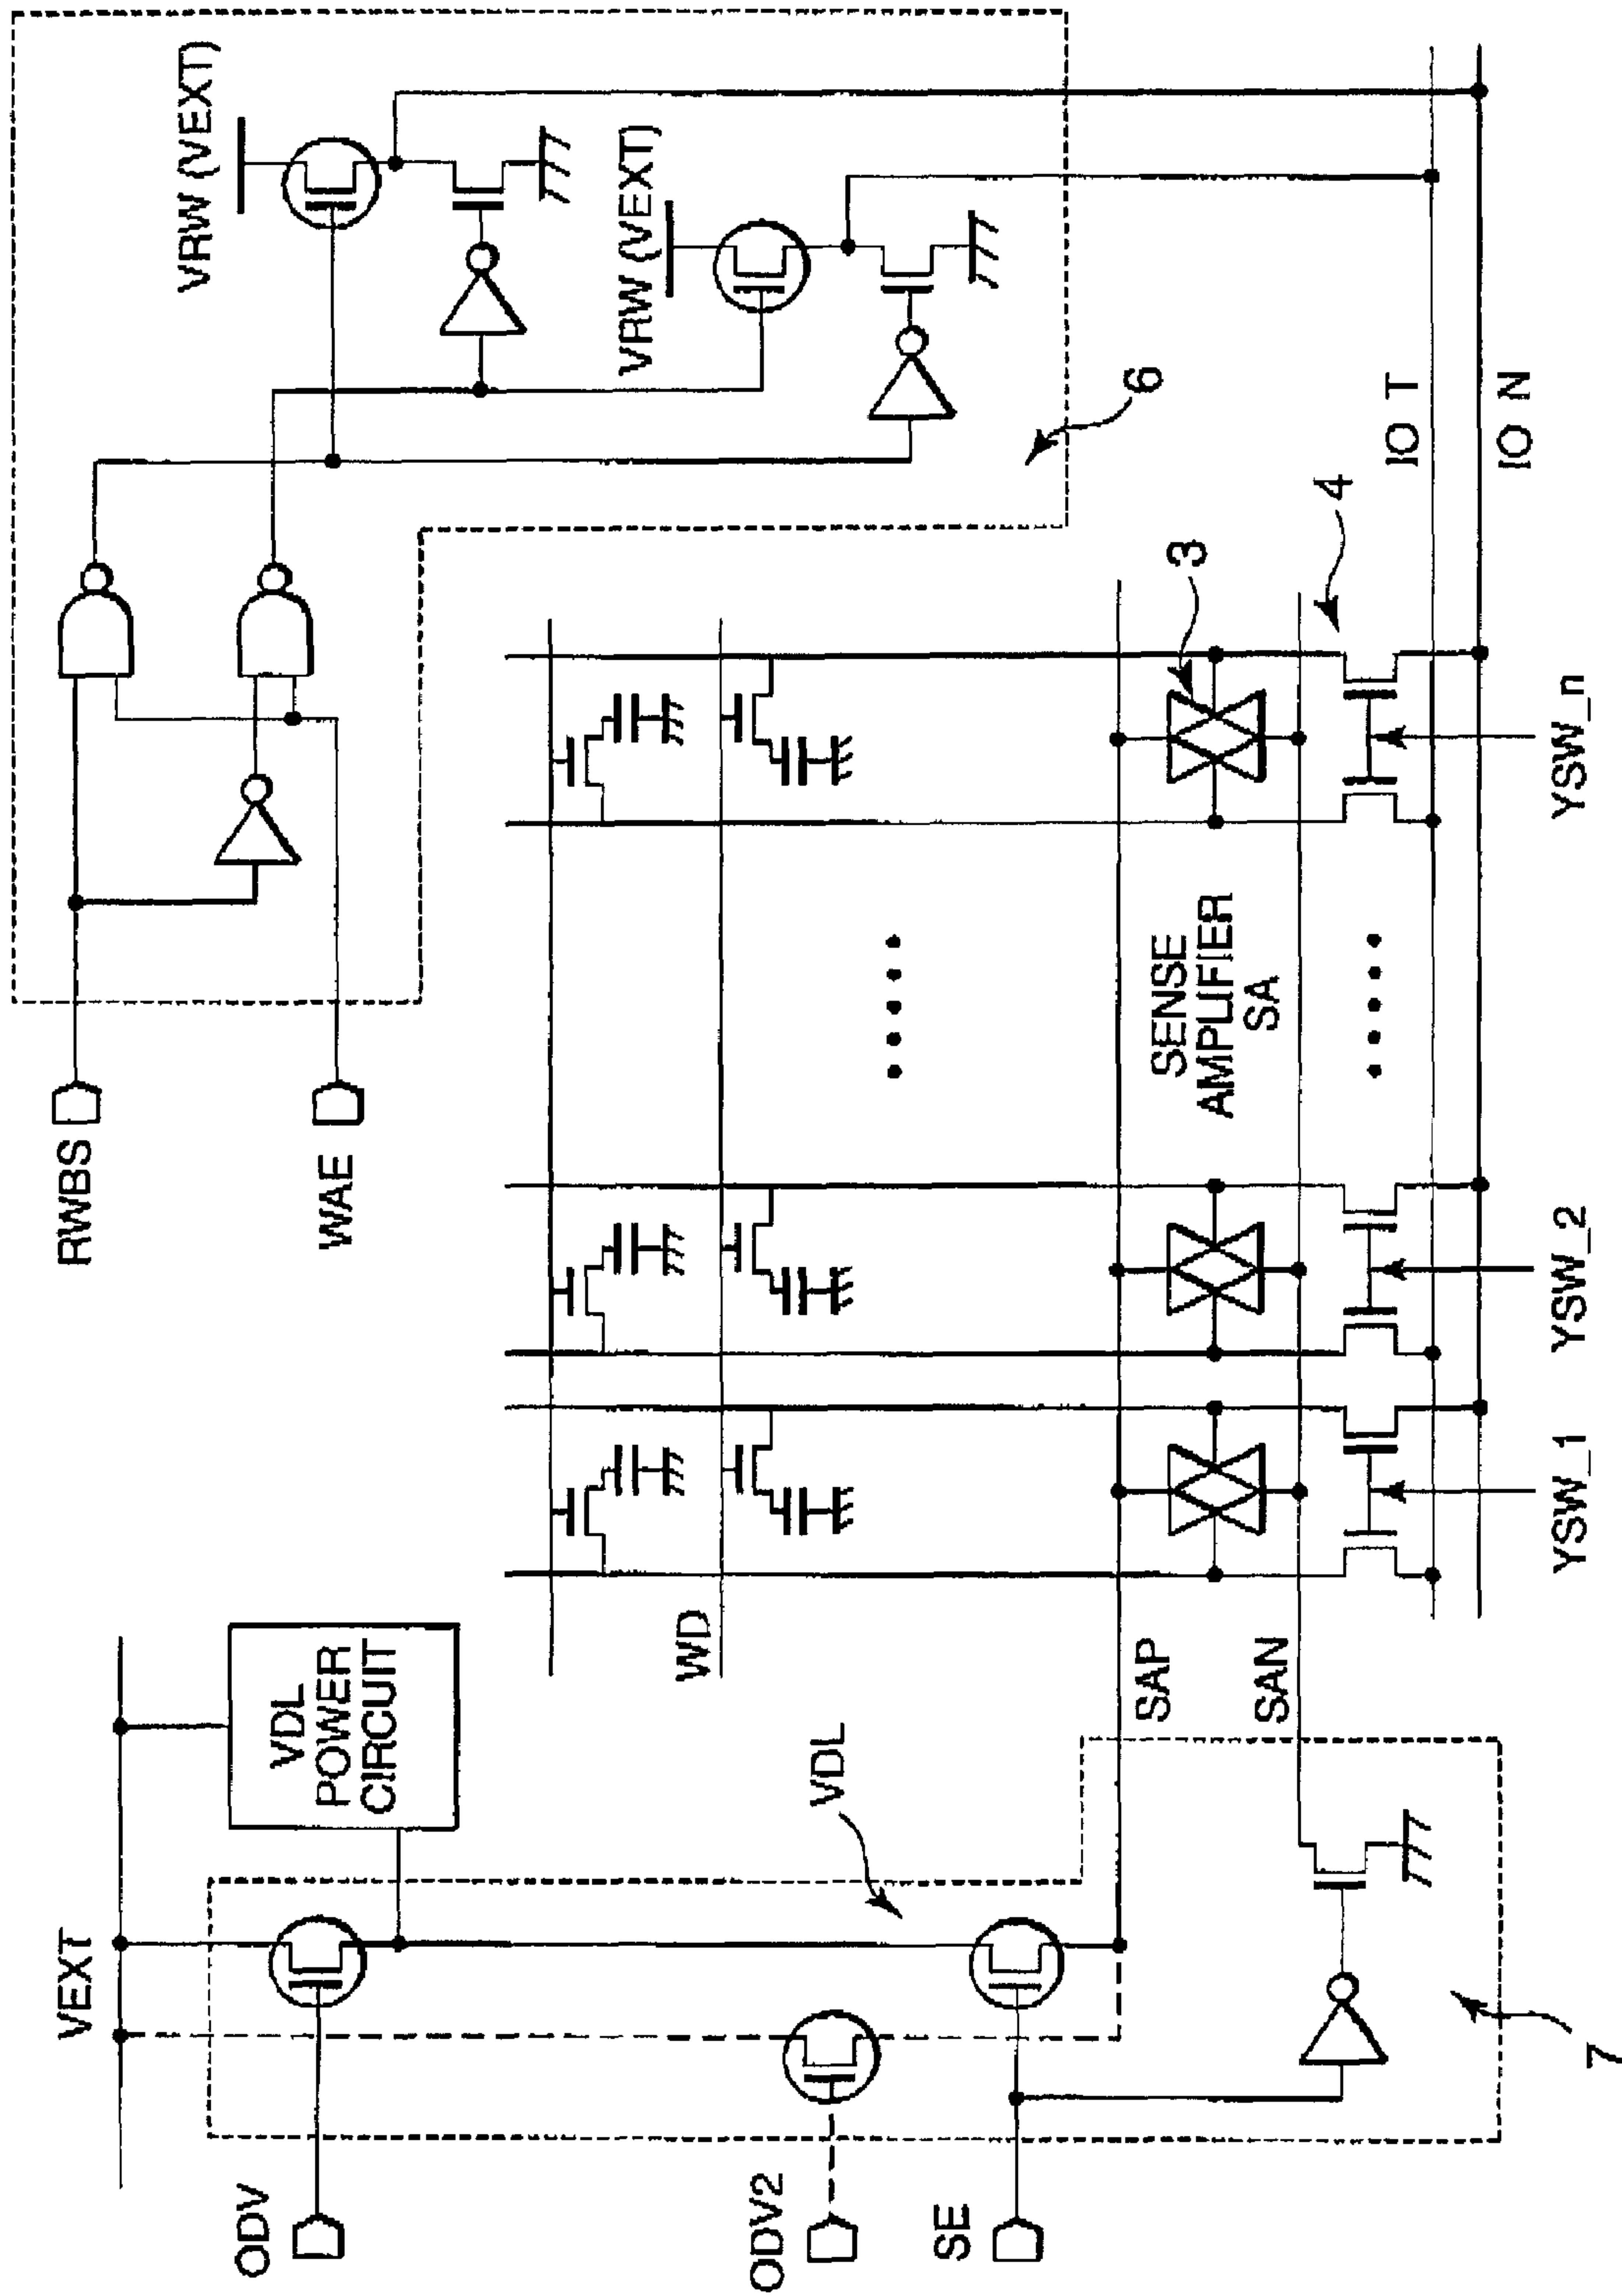 VEXT
ODV
ODV2
SE
VDL
POWER
CIRCUIT
VDL
7
SAP
SAN
WD
RWBS
WAE
VRW (VEXT)
VRW (VEXT)
6
SENSE
AMPLIFIER
SA
3
4
IO T
IO N
YSW_1
YSW_2
YSW_n